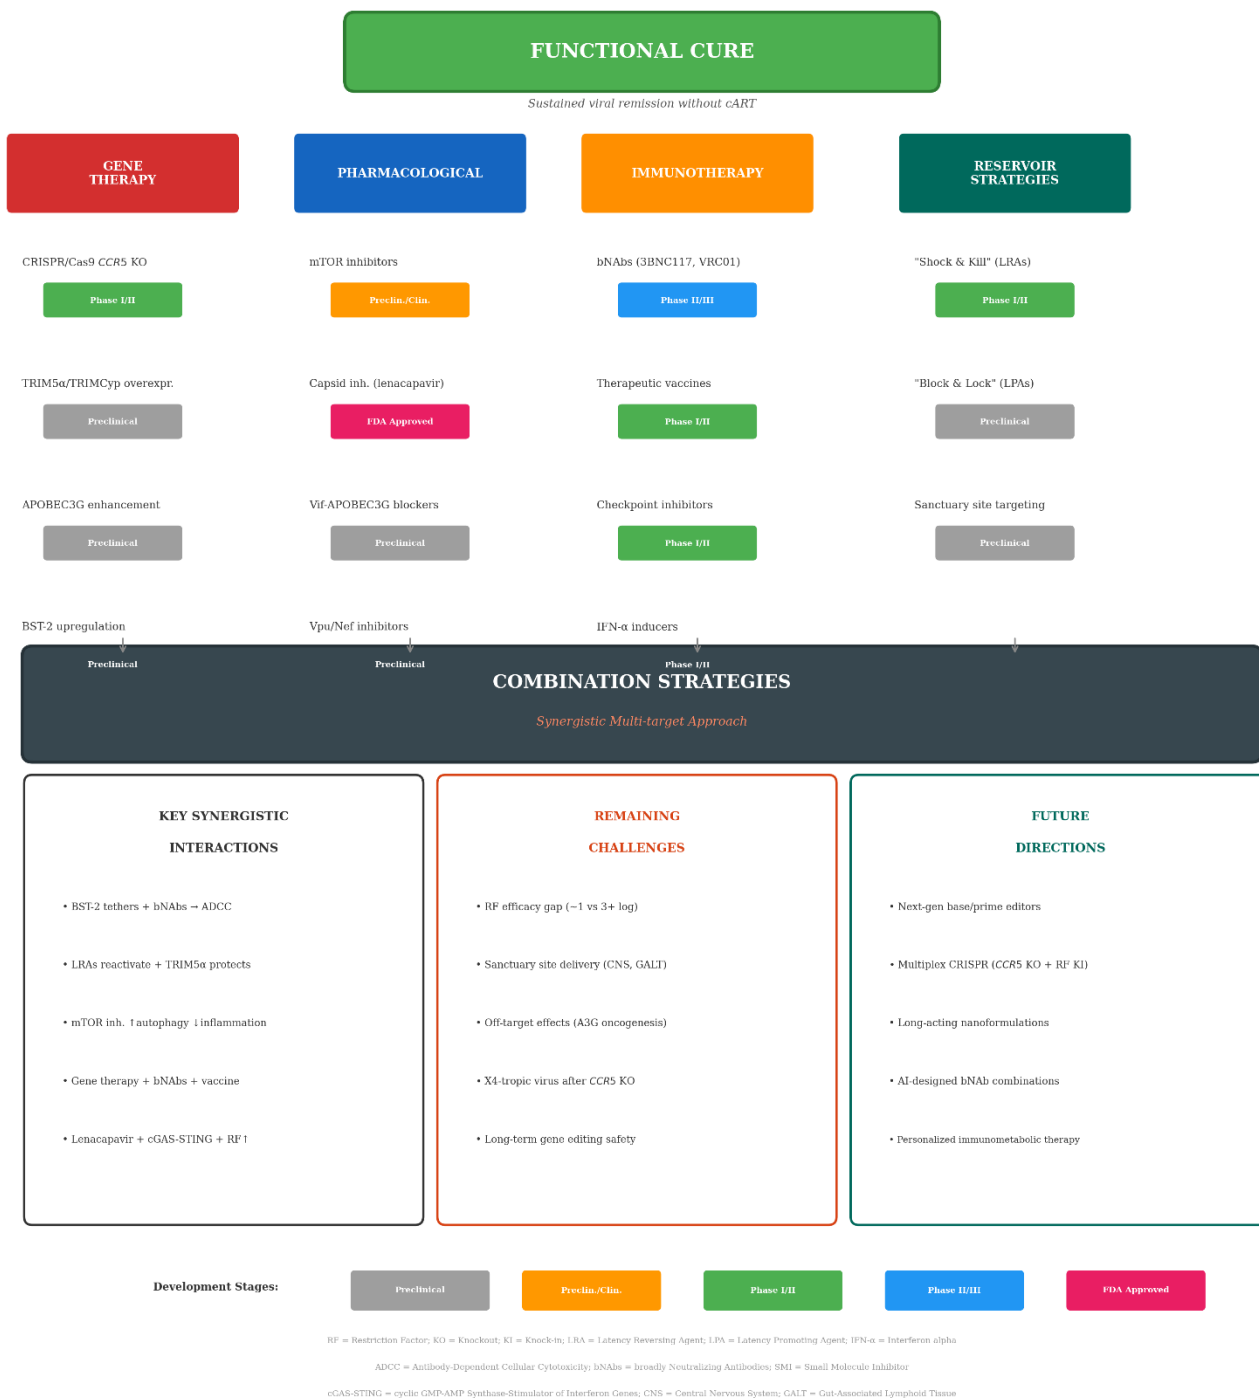 FUNCTIONAL CURE
Sustained viral remission without cART
GENE
THERAPY
PHARMACOLOGICAL
IMMUNOTHERAPY
RESERVOIR
STRATEGIES
CRISPR/Cas9 CCR5 KO
mTOR inhibitors
bNAbs (3BNC117, VRC01)
"Shock & Kill" (LRAs)
Phase I/II
Preclin./Clin.
Phase II/III
Phase I/II
TRIM5α/TRIMCyp overexpr.
Capsid inh. (lenacapavir)
Therapeutic vaccines
"Block & Lock" (LPAs)
Preclinical
FDA Approved
Phase I/II
Preclinical
APOBEC3G enhancement
Vif-APOBEC3G blockers
Checkpoint inhibitors
Sanctuary site targeting
Preclinical
Preclinical
Phase I/II
Preclinical
BST-2 upregulation
Vpu/Nef inhibitors
IFN-α inducers
Preclinical
Preclinical
Phase I/II
COMBINATION STRATEGIES
Synergistic Multi-target Approach
KEY SYNERGISTIC
INTERACTIONS
• BST-2 tethers + bNAbs → ADCC
• LRAs reactivate + TRIM5α protects
• mTOR inh. ↑autophagy ↓inflammation
• Gene therapy + bNAbs + vaccine
• Lenacapavir + cGAS-STING + RF↑
REMAINING
CHALLENGES
• RF efficacy gap (~1 vs 3+ log)
• Sanctuary site delivery (CNS, GALT)
• Off-target effects (A3G oncogenesis)
• X4-tropic virus after CCR5 KO
• Long-term gene editing safety
FUTURE
DIRECTIONS
• Next-gen base/prime editors
• Multiplex CRISPR (CCR5 KO + RF KI)
• Long-acting nanoformulations
• AI-designed bNAb combinations
• Personalized immunometabolic therapy
Development Stages:
Preclinical
Preclin./Clin.
Phase I/II
Phase II/III
FDA Approved
RF = Restriction Factor; KO = Knockout; KI = Knock-in; LRA = Latency Reversing Agent; LPA = Latency Promoting Agent; IFN-α = Interferon alpha
ADCC = Antibody-Dependent Cellular Cytotoxicity; bNAbs = broadly Neutralizing Antibodies; SMI = Small Molecule Inhibitor
cGAS-STING = cyclic GMP-AMP Synthase-Stimulator of Interferon Genes; CNS = Central Nervous System; GALT = Gut-Associated Lymphoid Tissue